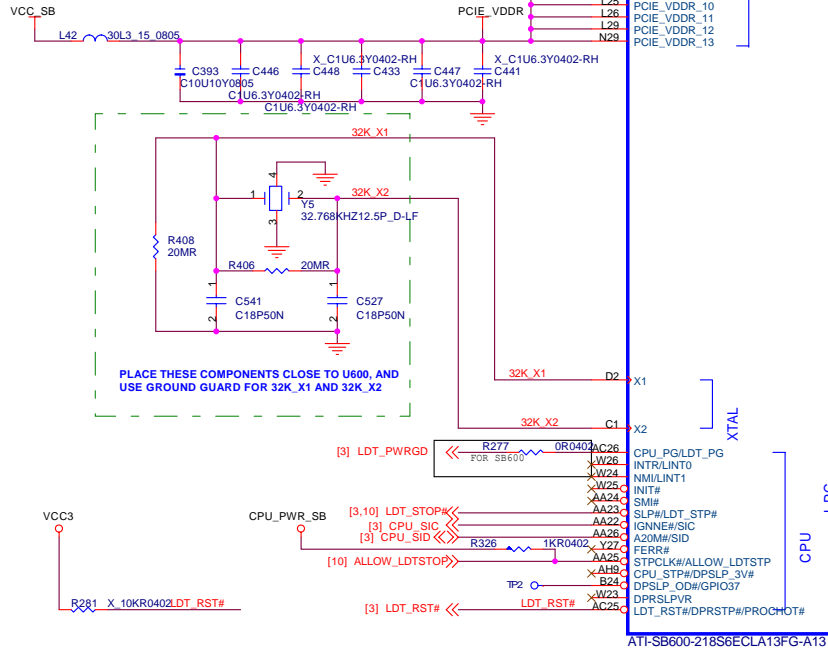 L25 PCIE_VDDR_10
L26 PCIE_VDDR_11
L29 PCIE_VDDR_12
N29 PCIE_VDDR_13
VCC_SB
PCIE_VDDR
L42 30L3_15_0805
X_C1U6.3Y0402-RH
X_C1U6.3Y0402-RH
C393
C446
C448
C433
C447
C441
C10U10Y0805
C1U6.3Y0402-RH
C1U6.3Y0402-RH
C1U6.3Y0402-RH
32K_X1
4
1
2
3
32K_X2
Y5
32.768KHZ12.5P_D-LF
R408
20MR
R406
20MR
1
C541
C18P50N
2
1
C527
C18P50N
2
PLACE THESE COMPONENTS CLOSE TO U600, AND
USE GROUND GUARD FOR 32K_X1 AND 32K_X2
32K_X1
D2
X1
32K_X2
C1
X2
XTAL
[3] LDT_PWRGD
R277
0R0402
FOR SB600
AC26 CPU_PG/LDT_PG
W26 INTR/LINT0
W24 NMI/LINT1
W25 INIT#
AA24 SMI#
[3,10] LDT_STOP#
AA23 SLP#/LDT_STP#
[3] CPU_SIC
AA22 IGNNE#/SIC
[3] CPU_SID
AA26 A20M#/SID
VCC3
CPU_PWR_SB
R326
1KR0402
Y27 FERR#
[10] ALLOW_LDTSTOP
AA25 STPCLK#/ALLOW_LDTSTP
AH9 CPU_STP#/DPSLP_3V#
TP2
B24 DPSLP_OD#/GPIO37
W23 DPRSLPVR
R281
X_10KR0402
LDT_RST#
[3] LDT_RST#
LDT_RST#
AC25 LDT_RST#/DPRSTP#/PROCHOT#
CPU
ATI-SB600-218S6ECLA13FG-A13